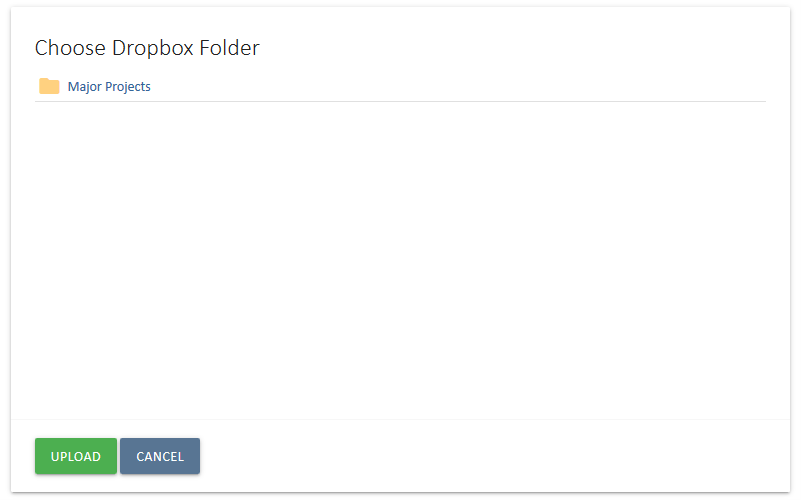 Choose Dropbox Folder
Major Projects
UPLOAD CANCEL